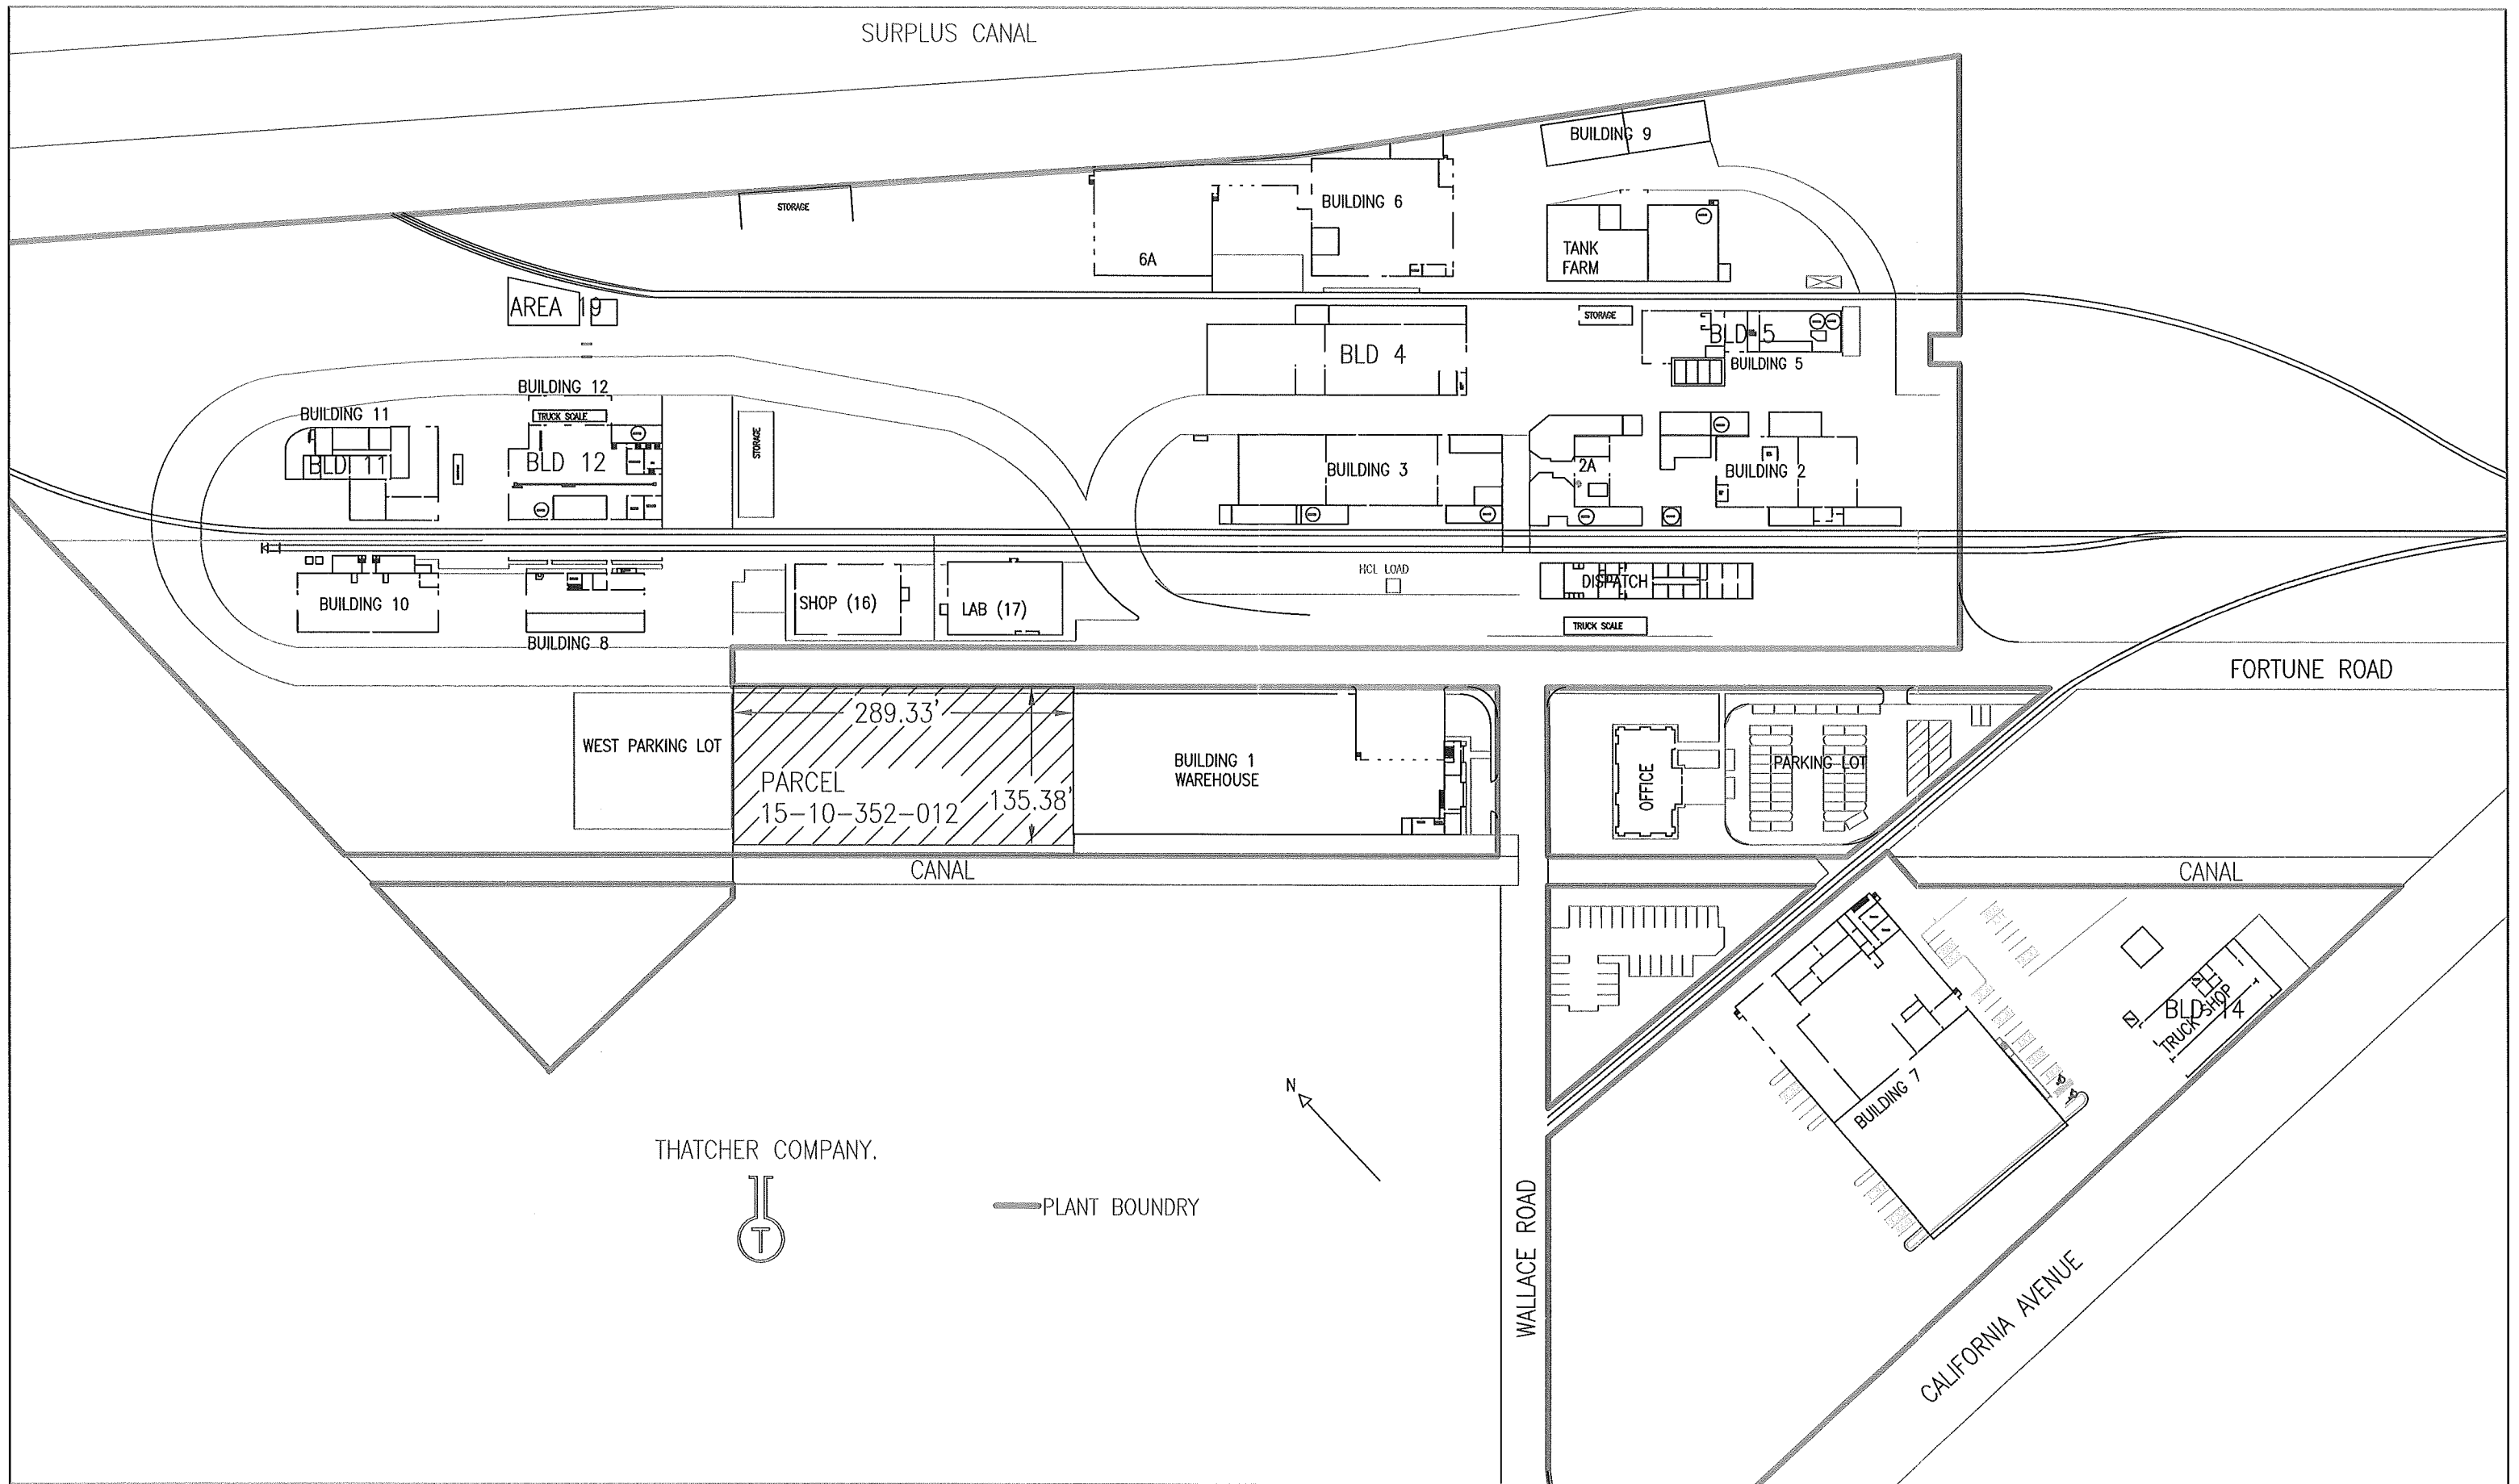 SURPLUS CANAL
BUILDING 9
STORAGE
BUILDING 6
6A
TANK
FARM
AREA 19
STORAGE
BLD 5
BUILDING 5
BLD 4
BUILDING 12
TRUCK SCALE
BUILDING 11
BLD 11
BLD 12
STORAGE
BUILDING 3
2A
BUILDING 2
HCL LOAD
DISPATCH
TRUCK SCALE
BUILDING 10
BUILDING 8
SHOP (16)
LAB (17)
FORTUNE ROAD
289.33'
WEST PARKING LOT
PARCEL
15-10-352-012
135.38'
BUILDING 1
WAREHOUSE
OFFICE
PARKING LOT
CANAL
CANAL
BLD 14
TRUCK SHOP
BUILDING 7
N
THATCHER COMPANY.
T
PLANT BOUNDRY
WALLACE ROAD
CALIFORNIA AVENUE